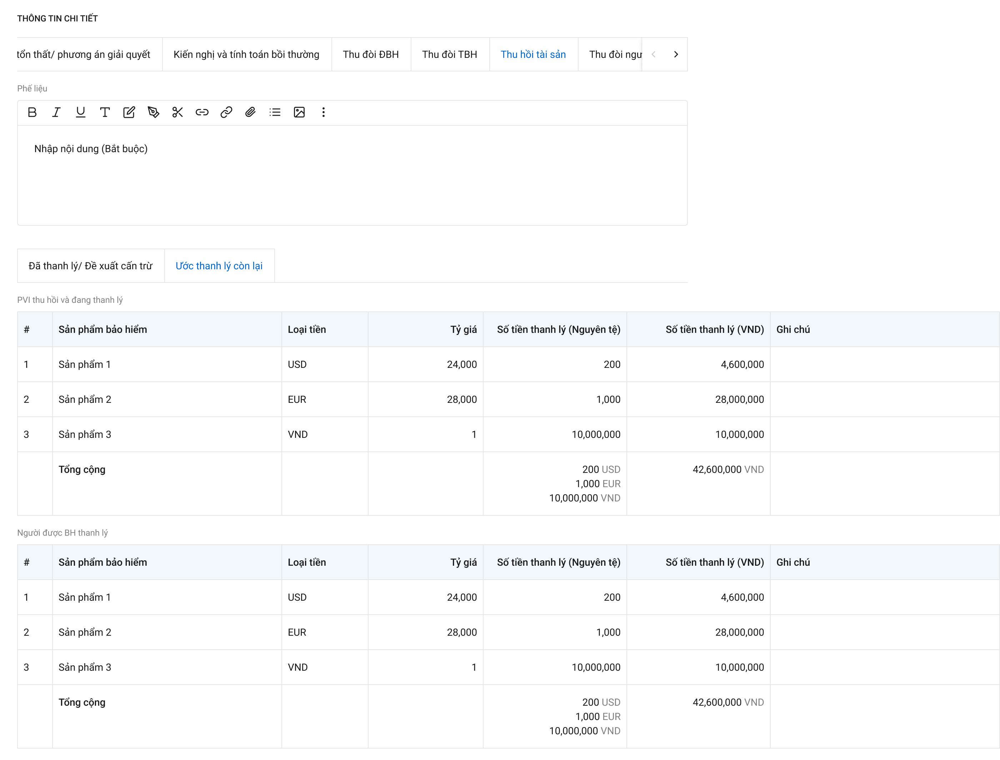 THÔNG TIN CHI TIẾT
tổn thất/ phương án giải quyết Kiến nghị và tính toán bồi thường Thu đòi ĐBH Thu đòi TBH Thu hồi tài sản Thu đòi ngư
Phế liệu
Nhập nội dung (Bắt buộc)
Đã thanh lý/ Đề xuất cấn trừ Ước thanh lý còn lại
PVI thu hồi và đang thanh lý
# Sản phẩm bảo hiểm Loại tiền Tỷ giá Số tiền thanh lý (Nguyên tệ) Số tiền thanh lý (VND) Ghi chú
1 Sản phẩm 1 USD 24,000 200 4,600,000
2 Sản phẩm 2 EUR 28,000 1,000 28,000,000
3 Sản phẩm 3 VND 1 10,000,000 10,000,000
Tổng cộng 200 USD 42,600,000 VND
1,000 EUR
10,000,000 VND
Người được BH thanh lý
# Sản phẩm bảo hiểm Loại tiền Tỷ giá Số tiền thanh lý (Nguyên tệ) Số tiền thanh lý (VND) Ghi chú
1 Sản phẩm 1 USD 24,000 200 4,600,000
2 Sản phẩm 2 EUR 28,000 1,000 28,000,000
3 Sản phẩm 3 VND 1 10,000,000 10,000,000
Tổng cộng 200 USD 42,600,000 VND
1,000 EUR
10,000,000 VND